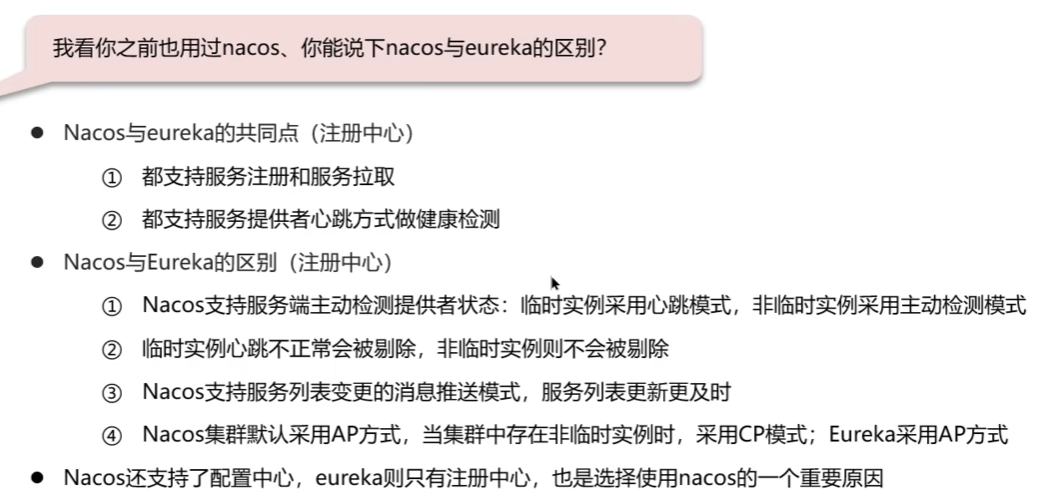 我看你之前也用过nacos、你能说下nacos与eureka的区别?
● Nacos与eureka的共同点（注册中心）
① 都支持服务注册和服务拉取
② 都支持服务提供者心跳方式做健康检测
● Nacos与Eureka的区别（注册中心）
① Nacos支持服务端主动检测提供者状态：临时实例采用心跳模式，非临时实例采用主动检测模式
② 临时实例心跳不正常会被剔除，非临时实例则不会被剔除
③ Nacos支持服务列表变更的消息推送模式，服务列表更新更及时
④ Nacos集群默认采用AP方式，当集群中存在非临时实例时，采用CP模式；Eureka采用AP方式
● Nacos还支持了配置中心，eureka则只有注册中心，也是选择使用nacos的一个重要原因